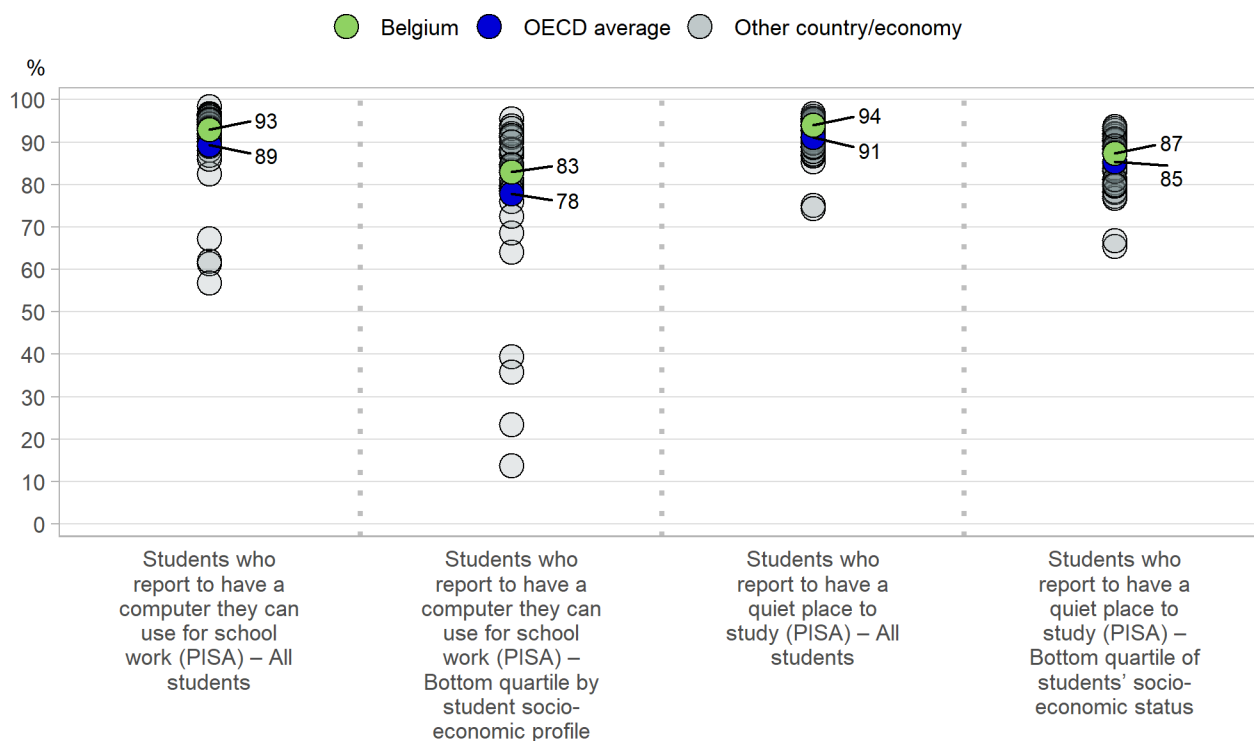 Belgium OECD average Other country/economy
%
100
90
80
70
60
50
40
30
20
10
0
93
89
83
78
94
91
87
85
Students who
report to have a
computer they can
use for school
work (PISA) – All
students
Students who
report to have a
computer they can
use for school
work (PISA) –
Bottom quartile by
student socio-
economic profile
Students who
report to have a
quiet place to
study (PISA) – All
students
Students who
report to have a
quiet place to
study (PISA) –
Bottom quartile of
students’ socio-
economic status